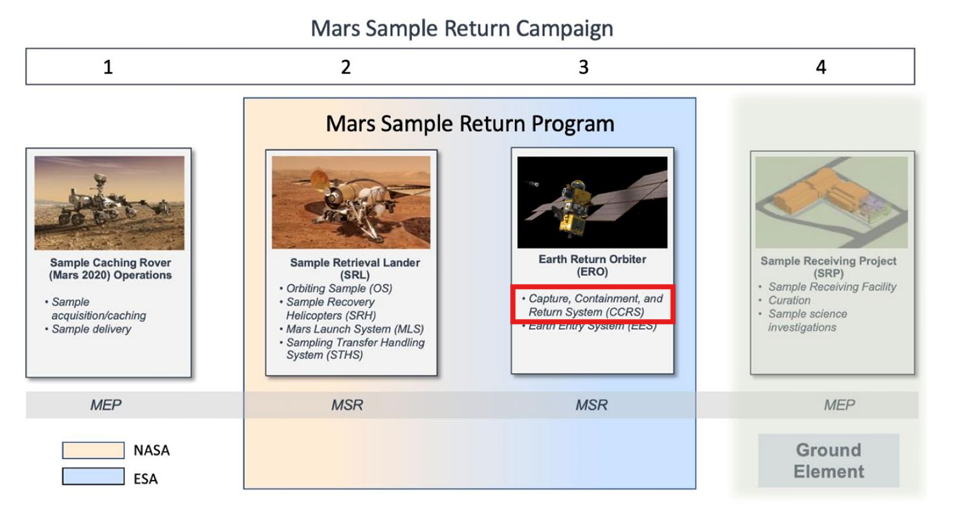 Mars Sample Return Campaign
1 2 3 4
Mars Sample Return Program
Sample Caching Rover
(Mars 2020) Operations
• Sample
acquisition/caching
• Sample delivery
Sample Retrieval Lander
(SRL)
• Orbiting Sample (OS)
• Sample Recovery
Helicopters (SRH)
• Mars Launch System (MLS)
• Sampling Transfer Handling
System (STHS)
Earth Return Orbiter
(ERO)
• Capture, Containment, and
Return System (CCRS)
• Earth Entry System (EES)
Sample Receiving Project
(SRP)
• Sample Receiving Facility
• Curation
• Sample science
investigations
MEP MSR MSR MEP
NASA
ESA
Ground
Element